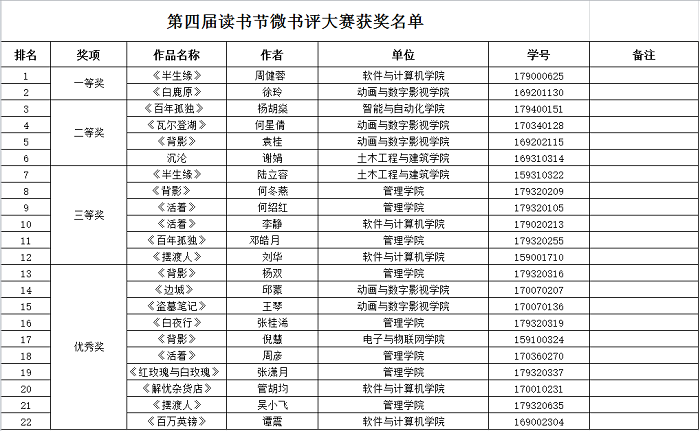 第四届读书节微书评大赛获奖名单
排名 奖项 作品名称 作者 单位 学号 备注
1 一等奖 《半生缘》 周健蓉 软件与计算机学院 179000625
2 《白鹿原》 徐玲 动画与数字影视学院 169201130
3 二等奖 《百年孤独》 杨胡燊 智能与自动化学院 179400151
4 《瓦尔登湖》 何星倩 动画与数字影视学院 170340128
5 《背影》 袁桂 动画与数字影视学院 169202115
6 沉沦 谢娟 土木工程与建筑学院 169310314
7 三等奖 《半生缘》 陆立蓉 土木工程与建筑学院 159310322
8 《背影》 何冬燕 管理学院 179320209
9 《活着》 何绍红 管理学院 179320105
10 《活着》 李静 软件与计算机学院 179020213
11 《百年孤独》 邓皓月 管理学院 179320255
12 《摆渡人》 刘华 软件与计算机学院 159001710
13 优秀奖 《背影》 杨双 管理学院 179320316
14 《边城》 邱薰 动画与数字影视学院 170070207
15 《盗墓笔记》 王琴 动画与数字影视学院 170070136
16 《白夜行》 张桂浠 管理学院 179320319
17 《背影》 倪慧 电子与物联网学院 159100324
18 《活着》 周彦 管理学院 170360270
19 《红玫瑰与白玫瑰》 张潇月 管理学院 179320337
20 《解忧杂货店》 管胡均 软件与计算机学院 170010231
21 《摆渡人》 吴小飞 管理学院 179320635
22 《百万英镑》 谭震 软件与计算机学院 169002304